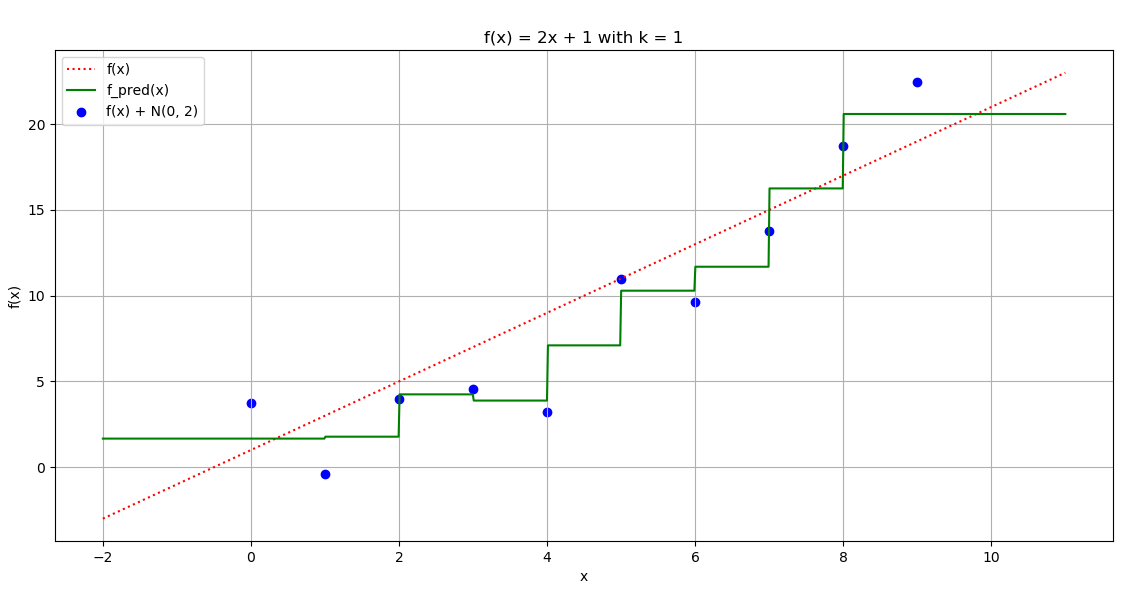 f(x) = 2x + 1 with k = 1
f(x)
f_pred(x)
f(x) + N(0, 2)
f(x)
20
15
10
5
0
−2
0
2
4
6
8
10
x